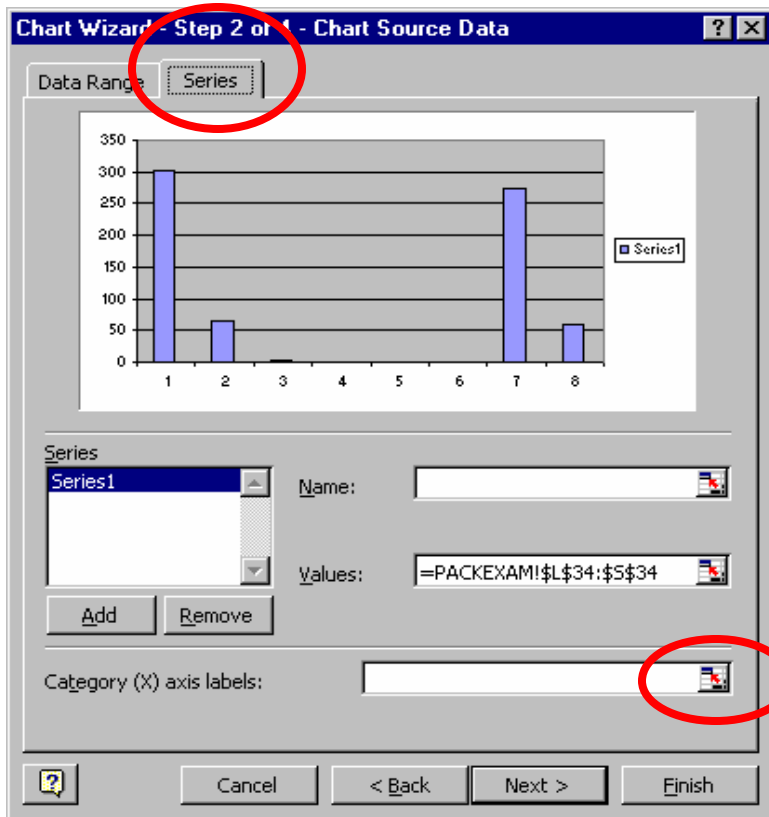 Chart Wizard - Step 2 of 4 - Chart Source Data
Data Range Series
350
300
250
200
150
100
50
0
1 2 3 4 5 6 7 8
Series1
Series
Series1
Name:
Values: =PACKEXAM!$L$34:$S$34
Add Remove
Category (X) axis labels:
Cancel < Back Next > Finish